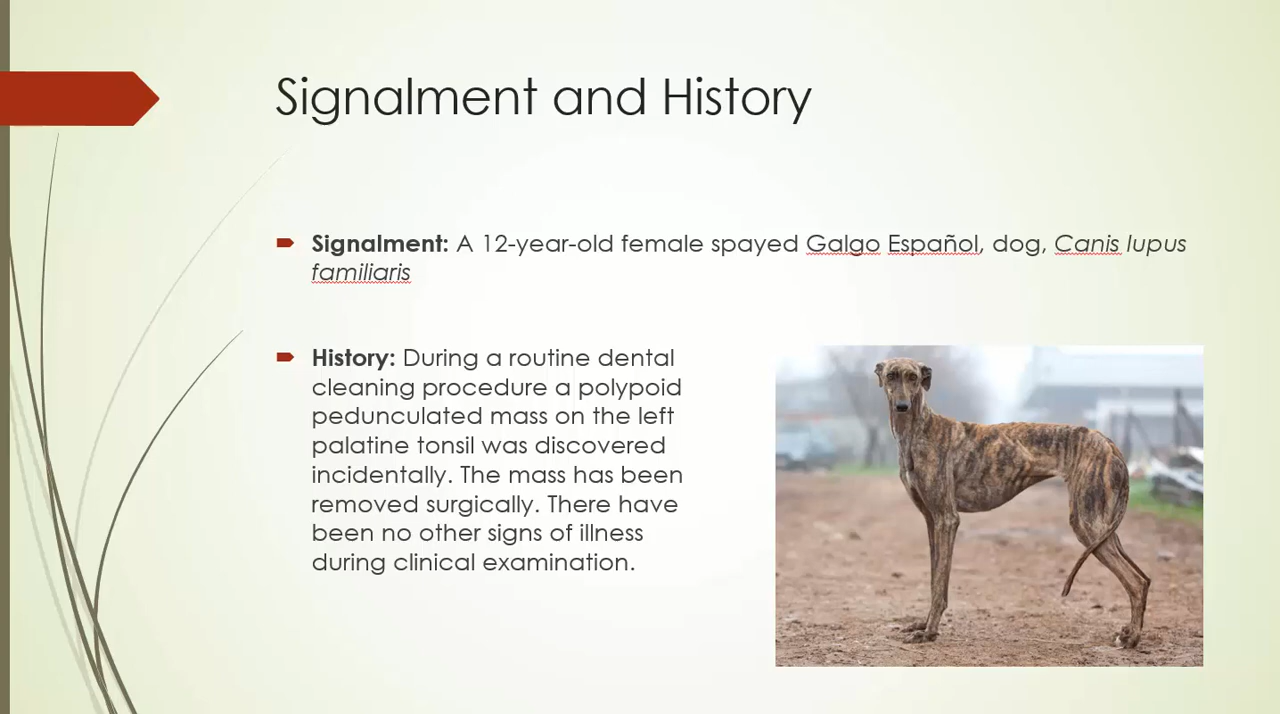 Signalment and History
Signalment: A 12-year-old female spayed Galgo Español, dog, Canis lupus
familiaris
History: During a routine dental
cleaning procedure a polypoid
pedunculated mass on the left
palatine tonsil was discovered
incidentally. The mass has been
removed surgically. There have
been no other signs of illness
during clinical examination.